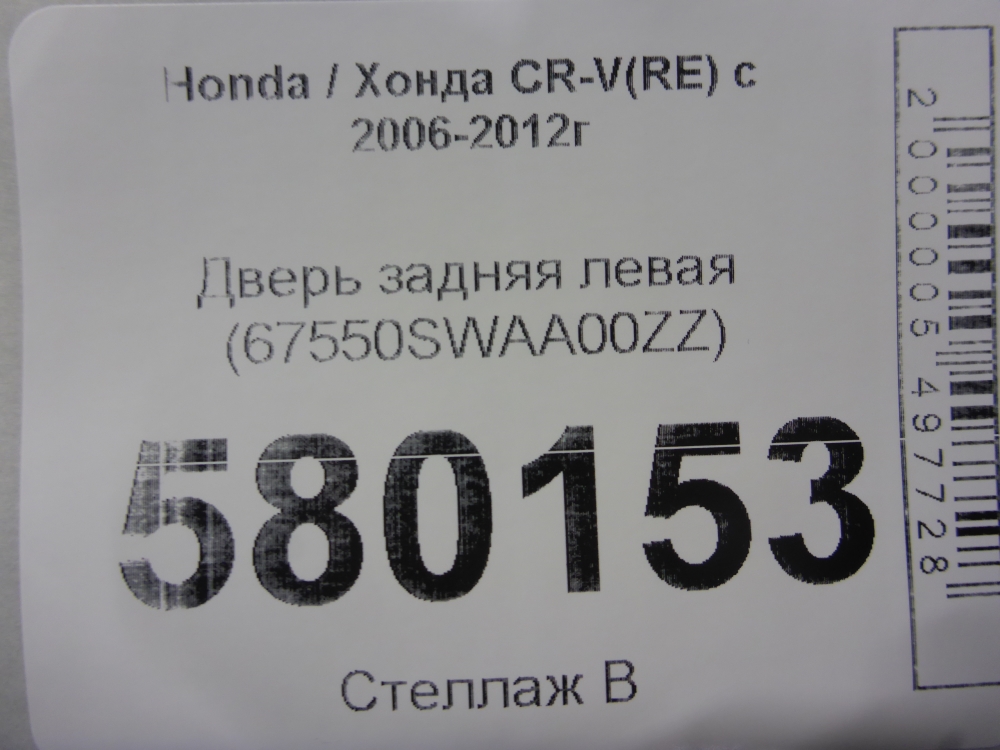 Honda / Хонда CR-V(RE) с
2006-2012г
Дверь задняя левая
(67550SWAA00ZZ)
580153
Стеллаж В
2000005497728